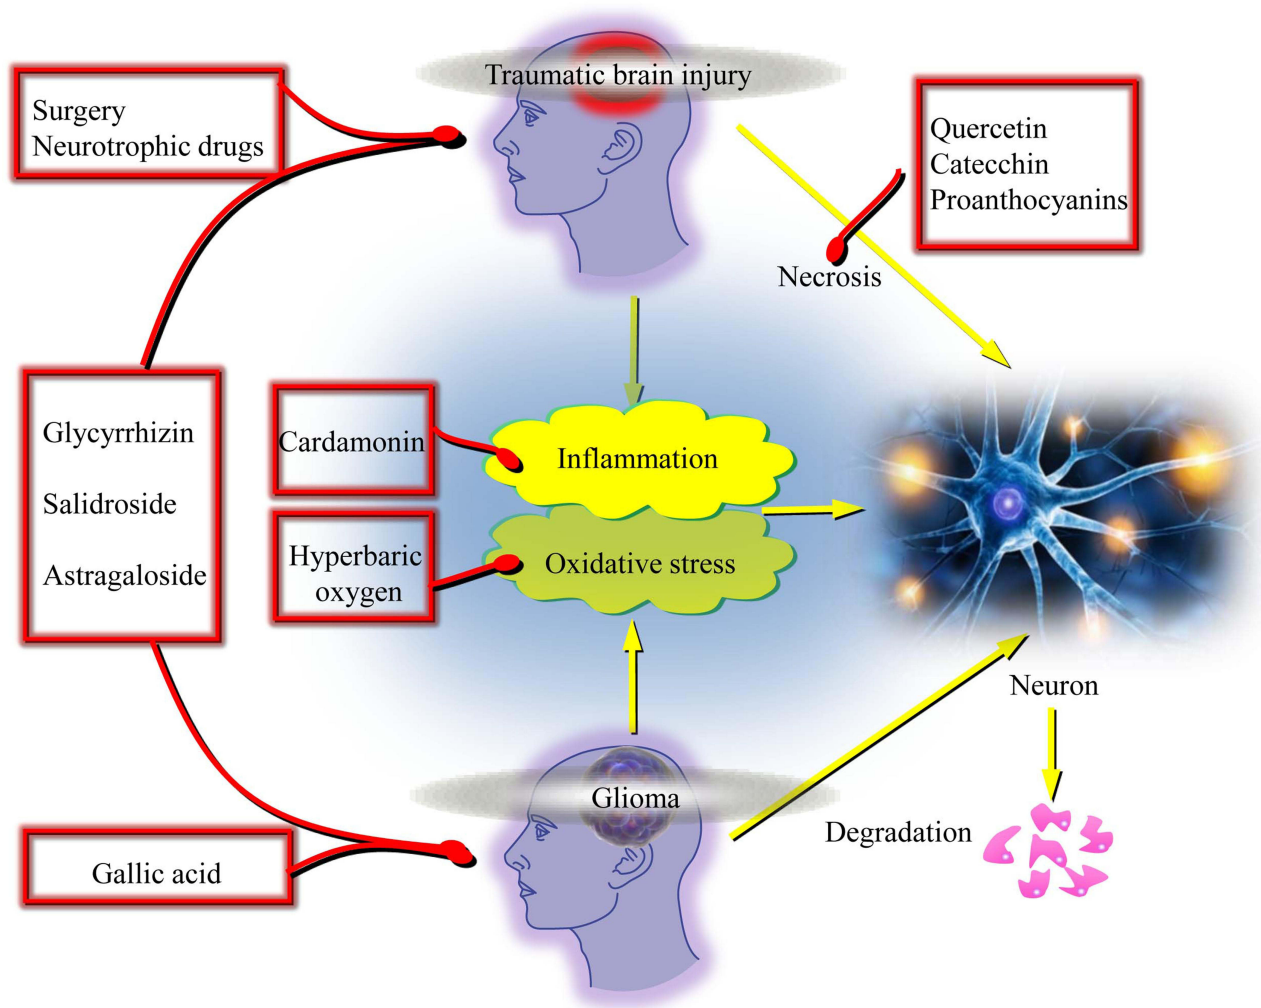 Traumatic brain injury
Surgery
Neurotrophic drugs
Quercetin
Catecchin
Proanthocyanins
Necrosis
Glycyrrhizin
Salidroside
Astragaloside
Cardamonin
Inflammation
Hyperbaric
oxygen
Oxidative stress
Neuron
Glioma
Degradation
Gallic acid